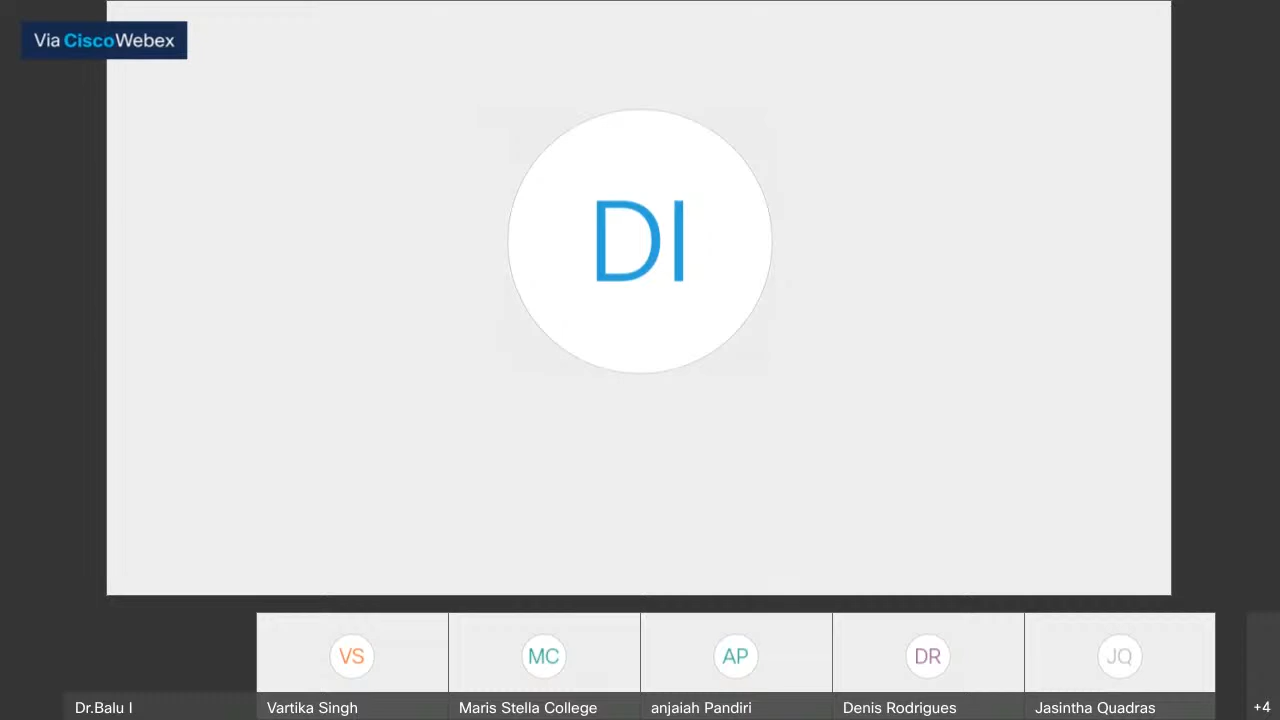 Via CiscoWebex
DI
VS
MC
AP
DR
JQ
Dr.Balu I
Vartika Singh
Maris Stella College
anjaiah Pandiri
Denis Rodrigues
Jasintha Quadras
+4